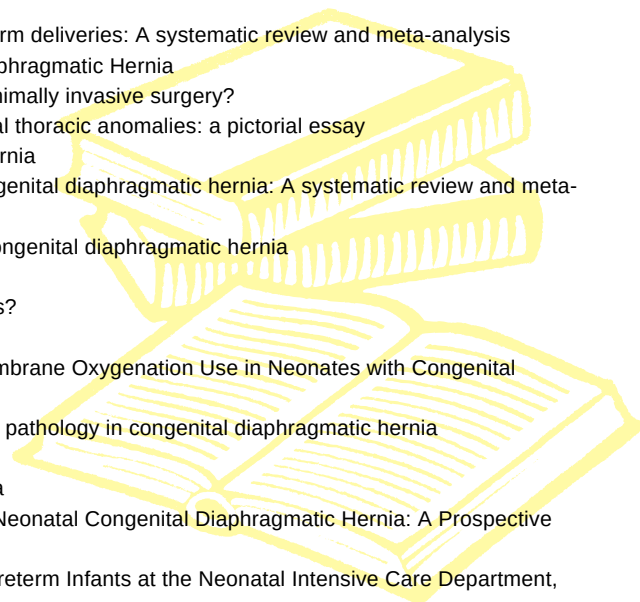 rm deliveries: A systematic review and meta-analysis
phragmatic Hernia
nimally invasive surgery?
al thoracic anomalies: a pictorial essay
rnia
genital diaphragmatic hernia: A systematic review and meta-
ongenital diaphragmatic hernia
s?
mbrane Oxygenation Use in Neonates with Congenital
pathology in congenital diaphragmatic hernia
a
Neonatal Congenital Diaphragmatic Hernia: A Prospective
reterm Infants at the Neonatal Intensive Care Department,